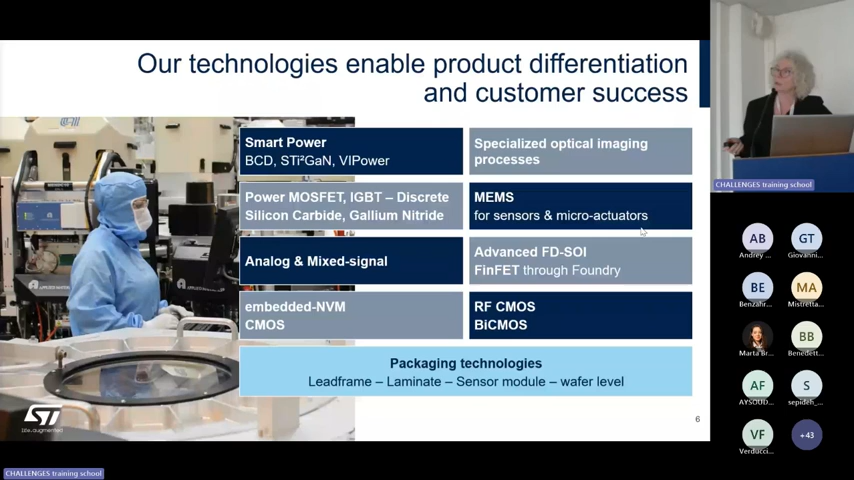 Our technologies enable product differentiation
and customer success
Smart Power
BCD, STi²GaN, VIPower
Specialized optical imaging
processes
Power MOSFET, IGBT – Discrete
Silicon Carbide, Gallium Nitride
MEMS
for sensors & micro-actuators
Analog & Mixed-signal
Advanced FD-SOI
FinFET through Foundry
embedded-NVM
CMOS
RF CMOS
BiCMOS
Packaging technologies
Leadframe – Laminate – Sensor module – wafer level
ST
life.augmented
6
CHALLENGES training school
AB
Andrey ...
GT
Giovanni...
BE
Benzahr...
MA
Mistretta...
Marta Br...
BB
Benedett...
AF
AYSOUD...
S
sepideh_...
VF
Verducci...
+43
CHALLENGES training school